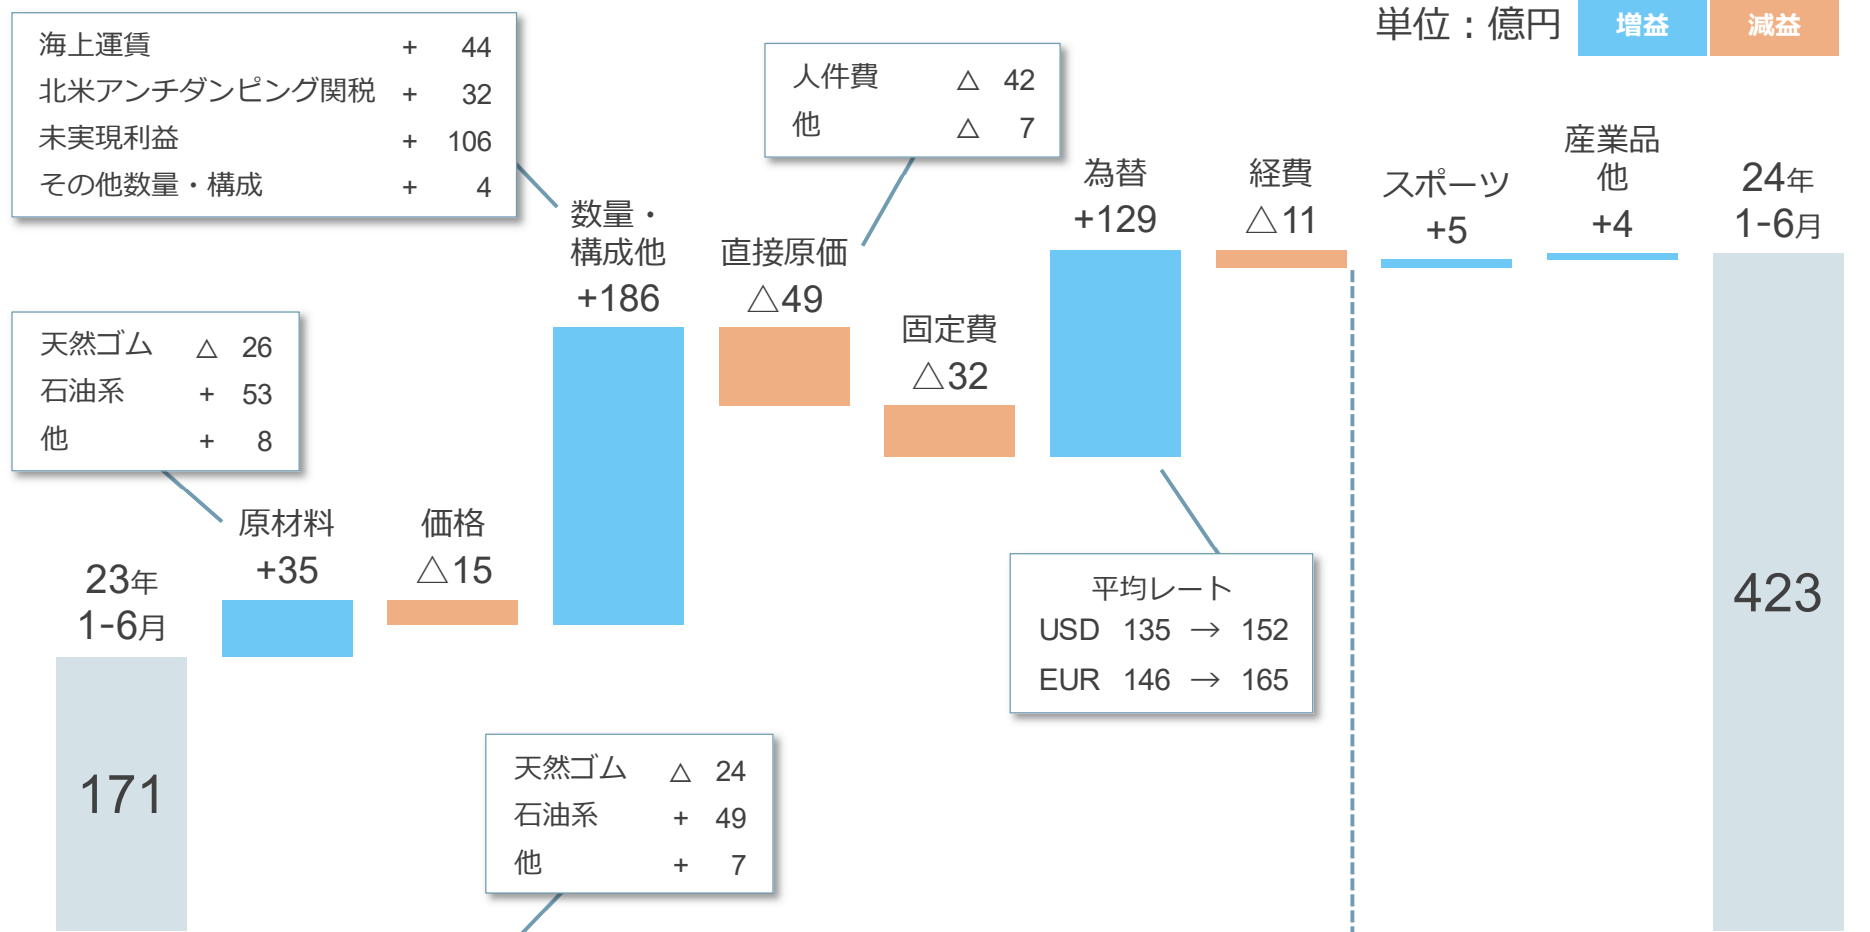 単位：億円
増益
減益
海上運賃 + 44
北米アンチダンピング関税 + 32
未実現利益 + 106
その他数量・構成 + 4
人件費 △ 42
他 △ 7
天然ゴム △ 26
石油系 + 53
他 + 8
23年
1-6月
171
原材料
+35
価格
△15
数量・
構成他
+186
直接原価
△49
固定費
△32
為替
+129
経費
△11
スポーツ
+5
産業品
他
+4
24年
1-6月
423
平均レート
USD 135 → 152
EUR 146 → 165
天然ゴム △ 24
石油系 + 49
他 + 7